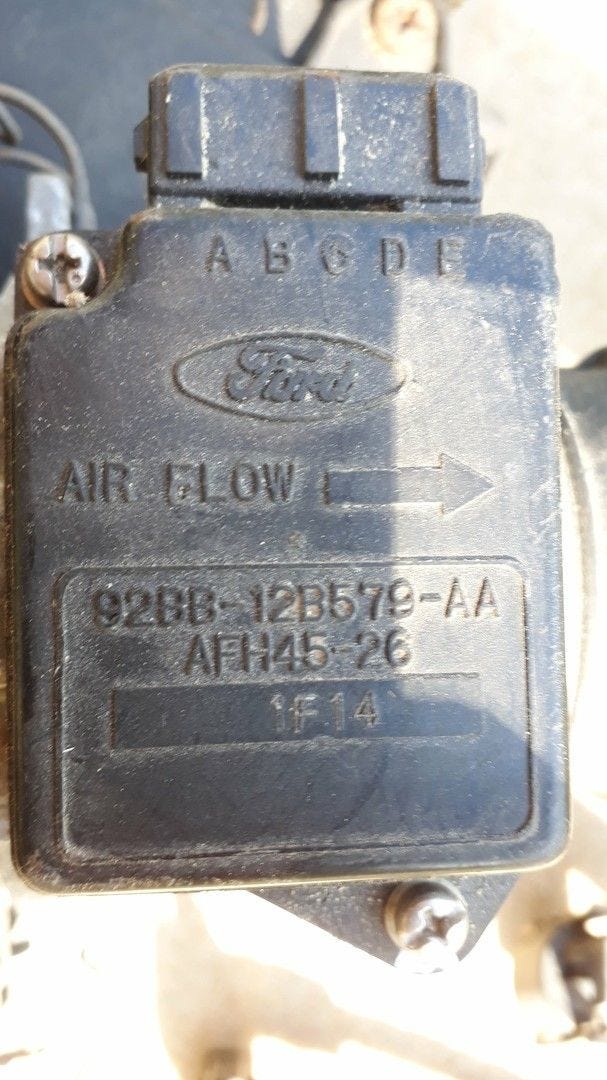 A B C D E
Ford
AIR FLOW
92BB-12B579-AA
AFH45-26
1F14